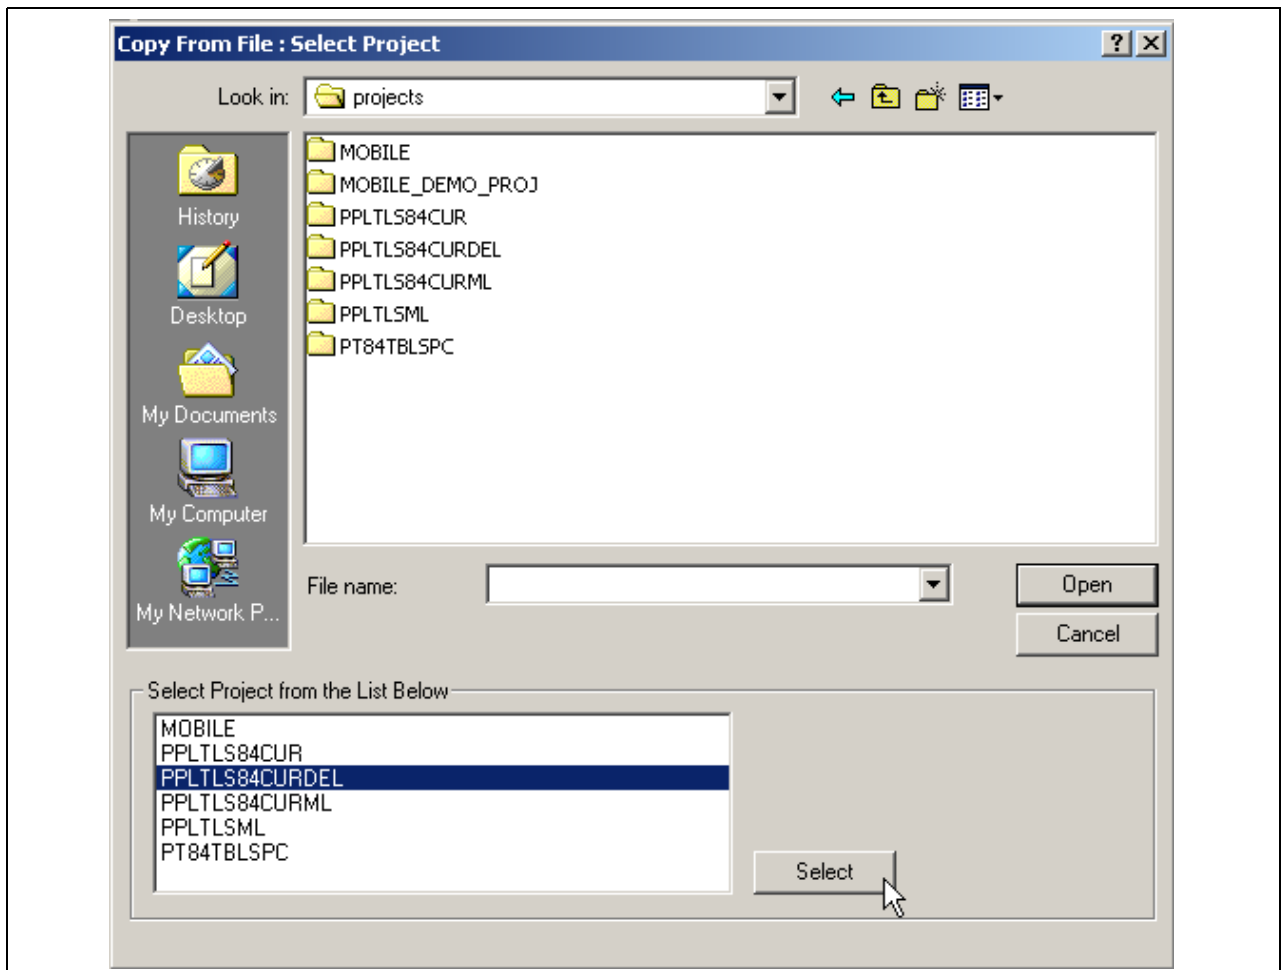 Copy From File : Select Project
Look in: projects
History
Desktop
My Documents
My Computer
My Network P...
MOBILE
MOBILE_DEMO_PROJ
PPLTLS84CUR
PPLTLS84CURDEL
PPLTLS84CURML
PPLTLSML
PT84TBLSPC
File name:
Open
Cancel
Select Project from the List Below
MOBILE
PPLTLS84CUR
PPLTLS84CURDEL
PPLTLS84CURML
PPLTLSML
PT84TBLSPC
Select